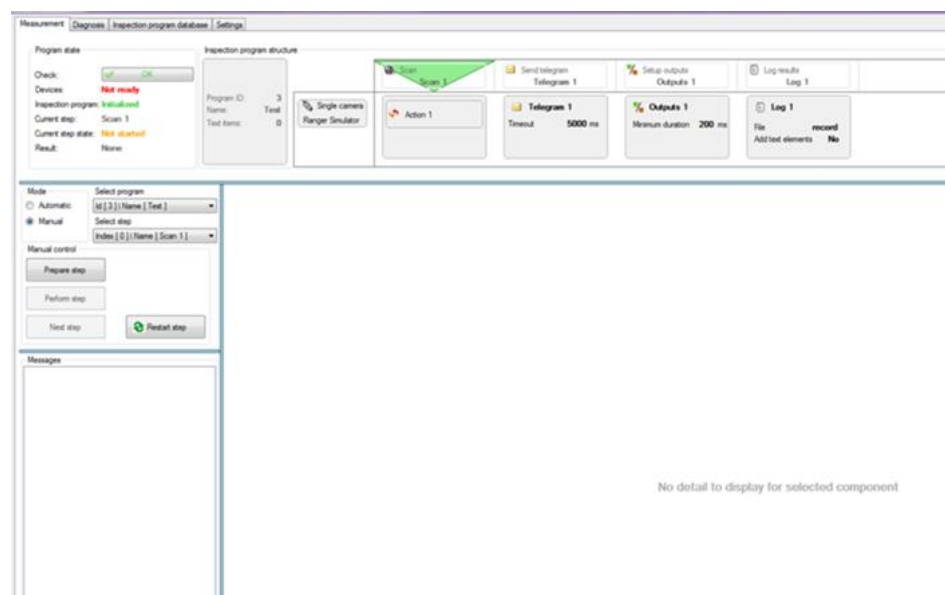 Measurement Diagnosis Inspection program database Settings
Program state
Check: OK
Devices: Not ready
Inspection program: Initialized
Current step: Scan 1
Current step state: Not started
Result: None
Inspection program structure
Program ID: 3
Name: Test
Text items: 0
Single camera
Ranger Simulator
Scan
Scan 1
Action 1
Send telegram
Telegram 1
Telegram 1
Timeout 5000 ms
Setup outputs
Outputs 1
Outputs 1
Minimum duration 200 ms
Log results
Log 1
Log 1
File record
Add text elements No
Mode
Automatic
Manual
Select program
Id [ 3 ] | Name [ Test ]
Select step
Index [ 0 ] | Name [ Scan 1 ]
Manual control
Prepare step
Perform step
Next step
Restart step
Messages
No detail to display for selected component